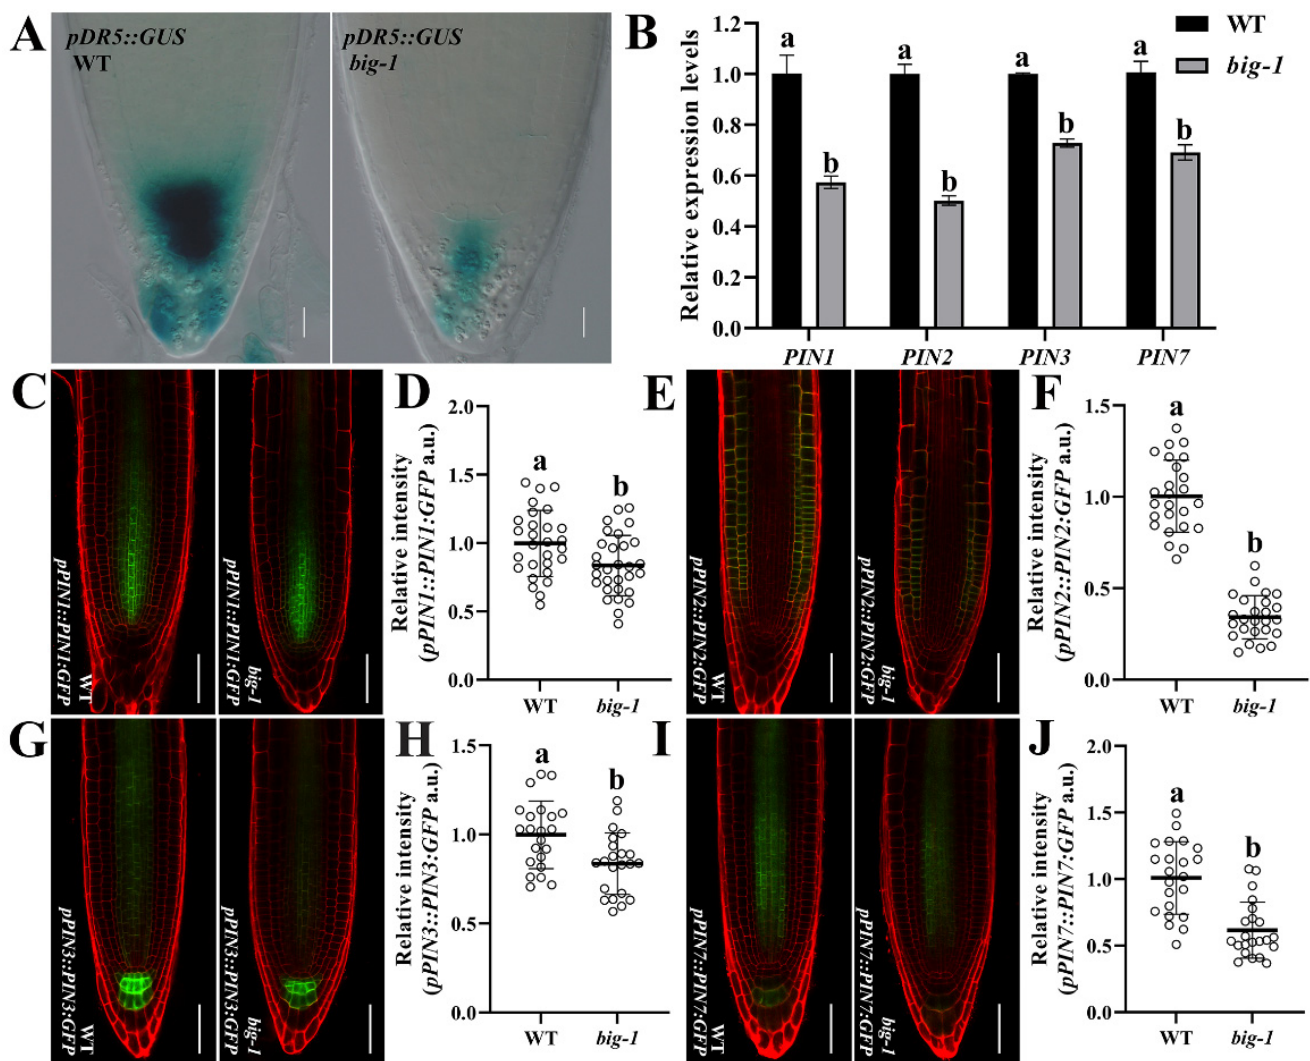 A
pDR5::GUS
WT
pDR5::GUS
big-1
B
Relative expression levels
1.2
1.0
0.8
0.6
0.4
0.2
0.0
a
b
a
b
a
b
a
b
PIN1
PIN2
PIN3
PIN7
WT
big-1
C
pPIN1::PIN1:GFP
WT
pPIN1::PIN1:GFP
big-1
D
Relative intensity
(pPIN1::PIN1:GFP a.u.)
2.0
1.5
1.0
0.5
0.0
a
b
WT
big-1
E
pPIN2::PIN2:GFP
WT
pPIN2::PIN2:GFP
big-1
F
Relative intensity
(pPIN2::PIN2:GFP a.u.)
1.5
1.0
0.5
0.0
a
b
WT
big-1
G
pPIN3::PIN3:GFP
WT
pPIN3::PIN3:GFP
big-1
H
Relative intensity
(pPIN3::PIN3:GFP a.u.)
1.5
1.0
0.5
0.0
a
b
WT
big-1
I
pPIN7::PIN7:GFP
WT
pPIN7::PIN7:GFP
big-1
J
Relative intensity
(pPIN7::PIN7:GFP a.u.)
2.0
1.5
1.0
0.5
0.0
a
b
WT
big-1